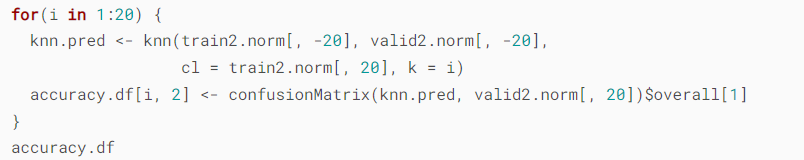 for(i in 1:20) {
  knn.pred <- knn(train2.norm[, -20], valid2.norm[, -20],
                  cl = train2.norm[, 20], k = i)
  accuracy.df[i, 2] <- confusionMatrix(knn.pred, valid2.norm[, 20])$overall[1]
}
accuracy.df